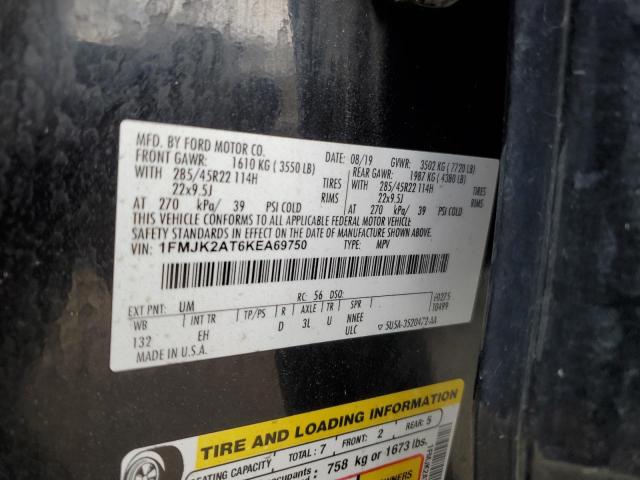 MFD. BY FORD MOTOR CO.
DATE: 08/19 GVWR: 3502 KG (7720 LB)
FRONT GAWR: 1610 KG (3550 LB) REAR GAWR: 1987 KG (4380 LB)
WITH 285/45R22 114H TIRES WITH 285/45R22 114H TIRES
22x9.5J RIMS 22x9.5J RIMS
AT 270 kPa/ 39 PSI COLD AT 270 kPa/ 39 PSI COLD
THIS VEHICLE CONFORMS TO ALL APPLICABLE FEDERAL MOTOR VEHICLE
SAFETY STANDARDS IN EFFECT ON THE DATE OF MANUFACTURE SHOWN ABOVE.
VIN: 1FMJK2AT6KEA69750 TYPE: MPV
EXT PNT: UM RC: 56 DSO:
WB INT TR TP/PS R AXLE TR SPR
132 EH D 3L U NNEE
ULC
MADE IN U.S.A.
5U5A-3520472-AA
TIRE AND LOADING INFORMATION
SEATING CAPACITY TOTAL: 7 FRONT: 2 REAR: 5
758 kg or 1673 lbs.
OWNERS